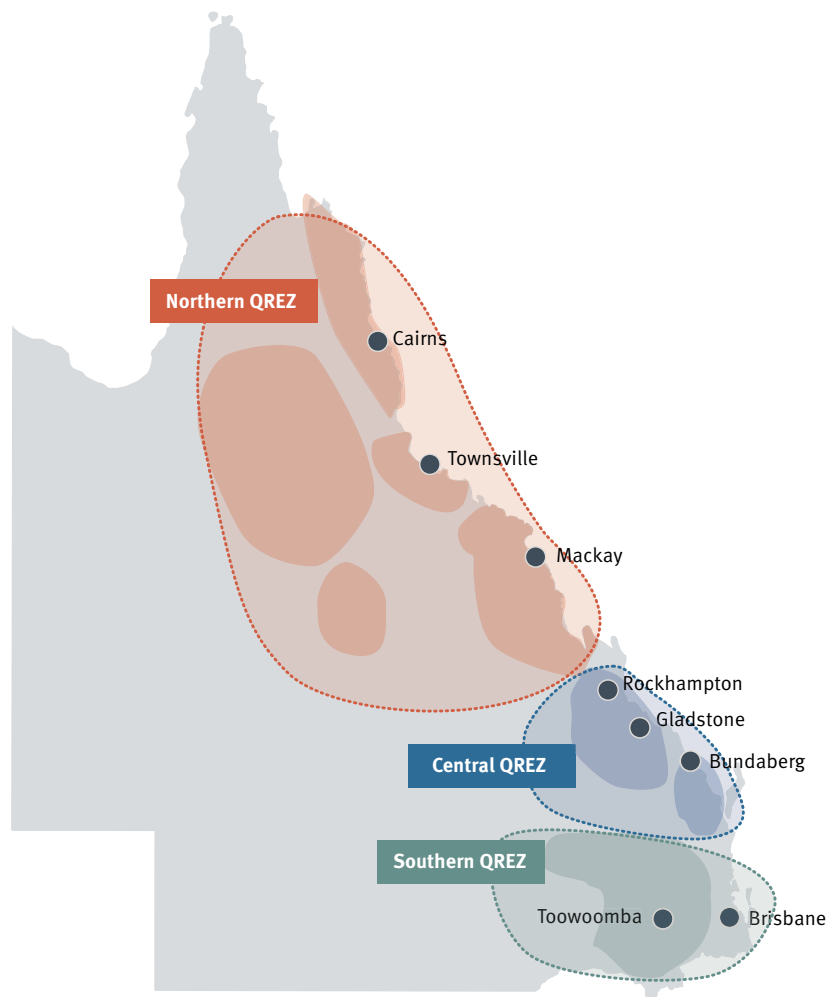 Northern QREZ
Cairns
Townsville
Mackay
Rockhampton
Gladstone
Central QREZ
Bundaberg
Southern QREZ
Toowoomba
Brisbane